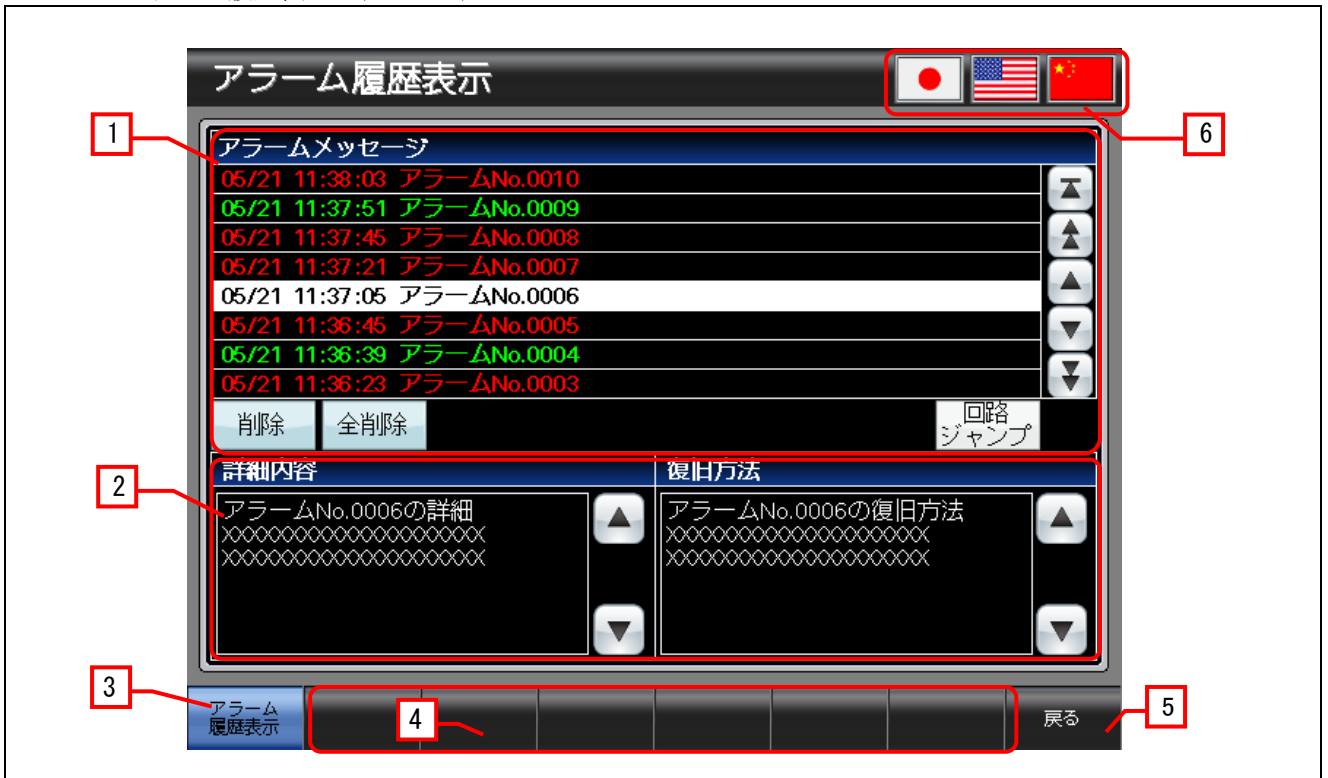 アラーム履歴表示
1
6
アラームメッセージ
05/21 11:38:03 アラームNo.0010
05/21 11:37:51 アラームNo.0009
05/21 11:37:45 アラームNo.0008
05/21 11:37:21 アラームNo.0007
05/21 11:37:05 アラームNo.0006
05/21 11:36:45 アラームNo.0005
05/21 11:36:39 アラームNo.0004
05/21 11:36:23 アラームNo.0003
削除 全削除
回路
ジャンプ
2
詳細内容
アラームNo.0006の詳細
XXXXXXXXXXXXXXXXXXXX
XXXXXXXXXXXXXXXXXXXX
復旧方法
アラームNo.0006の復旧方法
XXXXXXXXXXXXXXXXXXXX
XXXXXXXXXXXXXXXXXXXX
3
アラーム
履歴表示
4
戻る
5